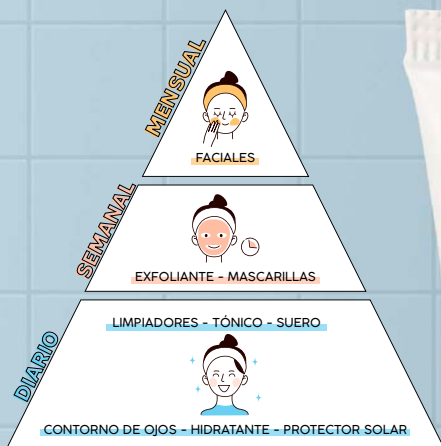 MENSUAL
FACIALES
SEMANAL
EXFOLIANTE - MASCARILLAS
DIARIO
LIMPIADORES - TÓNICO - SUERO
CONTORNO DE OJOS - HIDRATANTE - PROTECTOR SOLAR